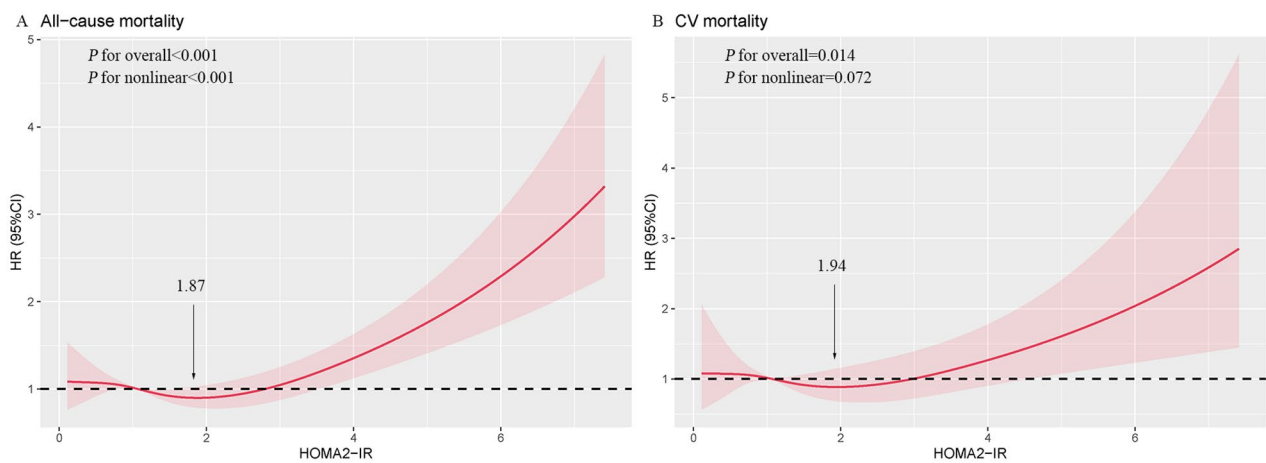 A All-cause mortality
P for overall<0.001
P for nonlinear<0.001
1.87
HR (95%CI)
5
4
3
2
1
0
2
4
6
HOMA2-IR
B CV mortality
P for overall=0.014
P for nonlinear=0.072
1.94
HR (95%CI)
5
4
3
2
1
0
2
4
6
HOMA2-IR